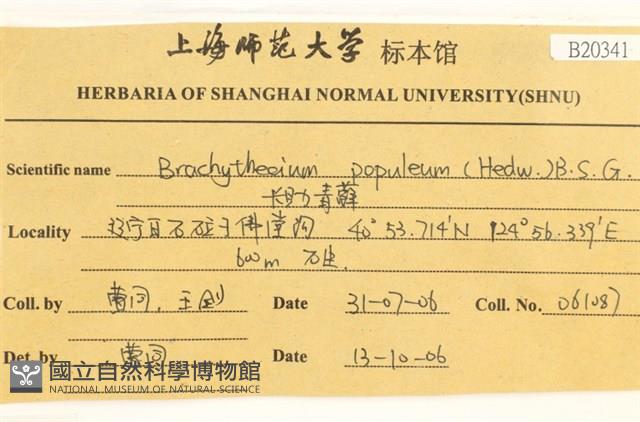 上海师范大学 标本馆
B20341
HERBARIA OF SHANGHAI NORMAL UNIVERSITY(SHNU)
Scientific name Brachythecium populeum (Hedw.) B.S.G.
长肋青藓
Locality 辽宁 40° 53.714'N 124° 56.339'E
600m 石生.
Coll. by Date 31-07-06 Coll. No. 061087
Det. by Date 13-10-06
國立自然科學博物館
NATIONAL MUSEUM OF NATURAL SCIENCE